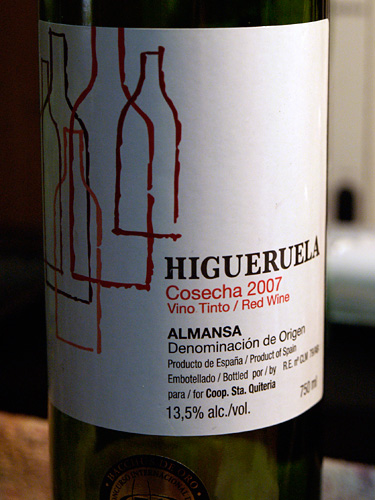 HIGUERUELA
Cosecha 2007
Vino Tinto / Red Wine
ALMANSA
Denominación de Origen
Producto de España / Product of Spain
Embotellado / Bottled por / by R.E. nº CLM
para / for Coop. Sta. Quiteria
13,5% alc./vol. 750 ml